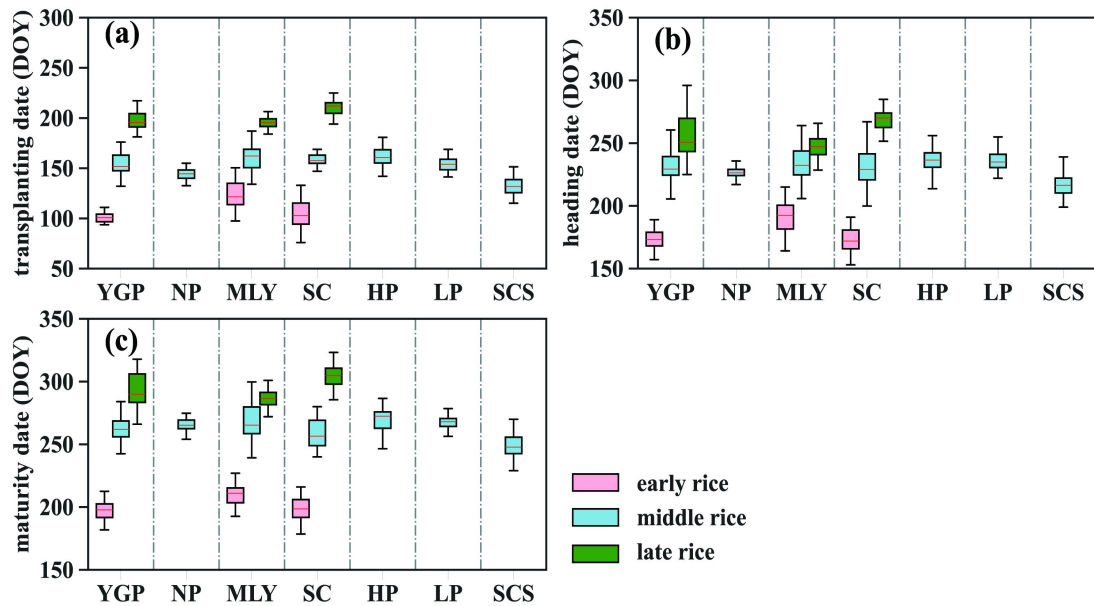 (a)
transplanting date (DOY)
300
250
200
150
100
50
YGP NP MLY SC HP LP SCS
(b)
heading date (DOY)
350
300
250
200
150
YGP NP MLY SC HP LP SCS
(c)
maturity date (DOY)
350
300
250
200
150
YGP NP MLY SC HP LP SCS
early rice
middle rice
late rice